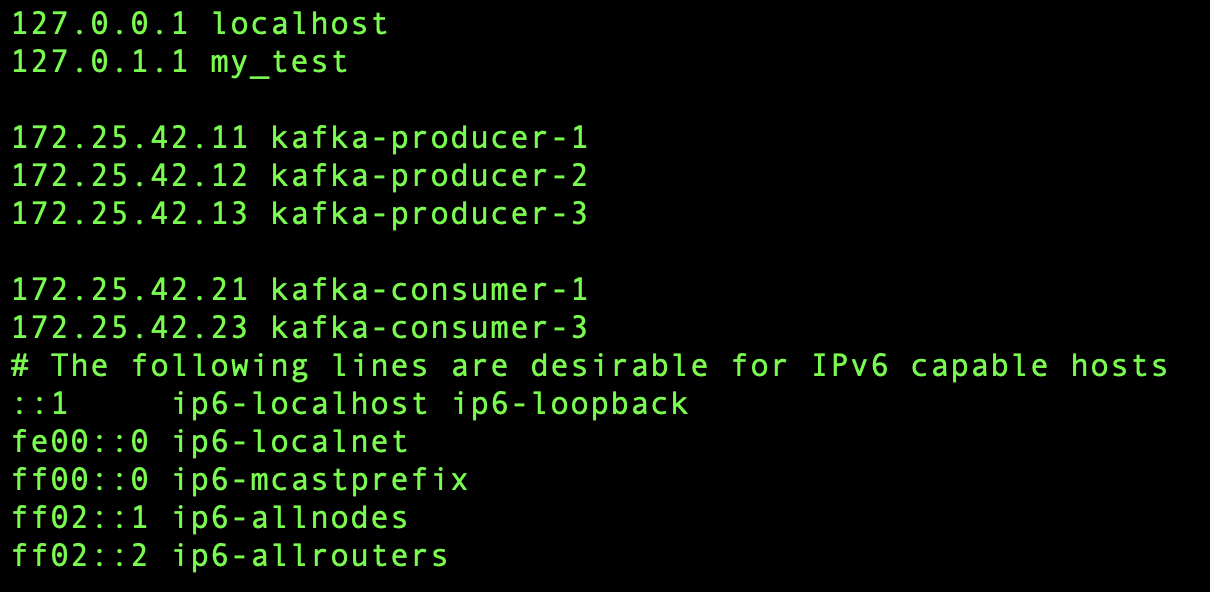 127.0.0.1 localhost
127.0.1.1 my_test
172.25.42.11 kafka-producer-1
172.25.42.12 kafka-producer-2
172.25.42.13 kafka-producer-3
172.25.42.21 kafka-consumer-1
172.25.42.23 kafka-consumer-3
# The following lines are desirable for IPv6 capable hosts
::1     ip6-localhost ip6-loopback
fe00::0 ip6-localnet
ff00::0 ip6-mcastprefix
ff02::1 ip6-allnodes
ff02::2 ip6-allrouters